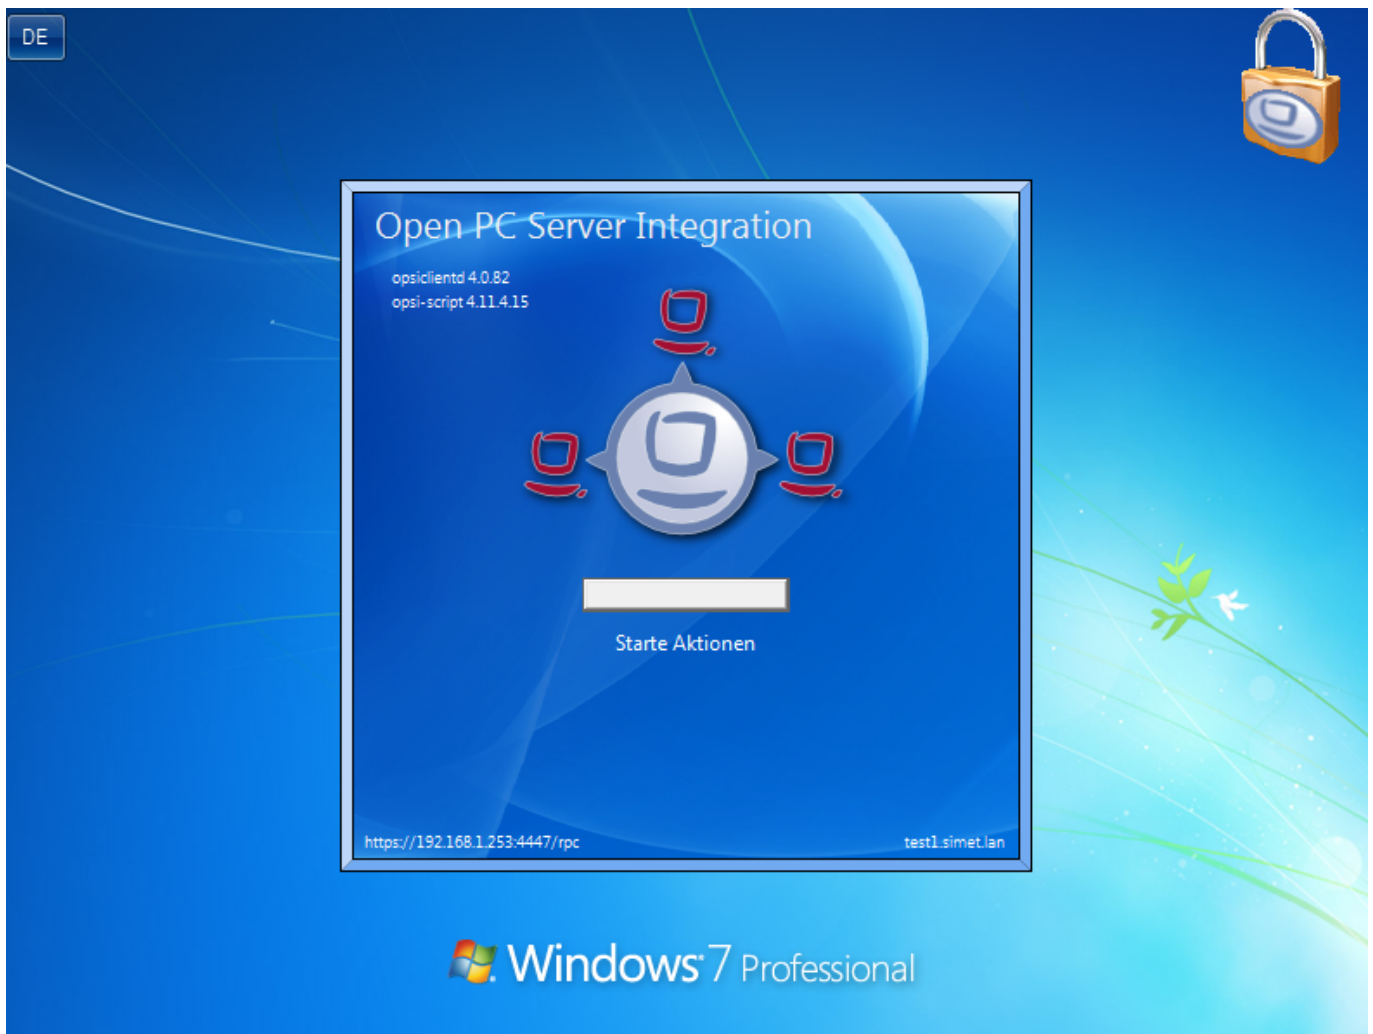 DE
Open PC Server Integration
opsiclientd 4.0.82
opsi-script 4.11.4.15
Starte Aktionen
https://192.168.1.253:4447/rpc
test1.simet.lan
Windows 7 Professional